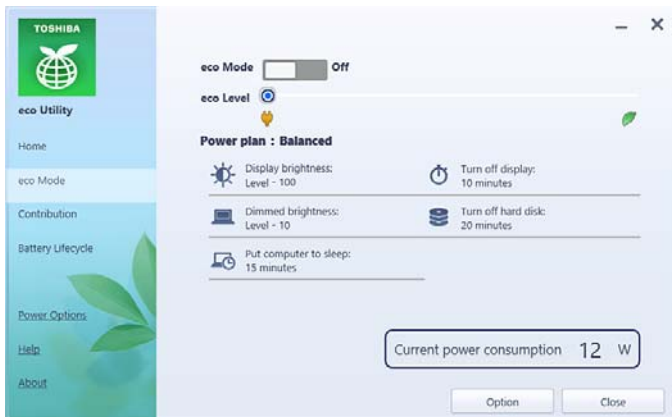 TOSHIBA
eco Utility
Home
eco Mode
Contribution
Battery Lifecycle
Power Options
Help
About
eco Mode Off
eco Level
Power plan : Balanced
Display brightness:
Level - 100
Turn off display:
10 minutes
Dimmed brightness:
Level - 10
Turn off hard disk:
20 minutes
Put computer to sleep:
15 minutes
Current power consumption 12 W
Option Close